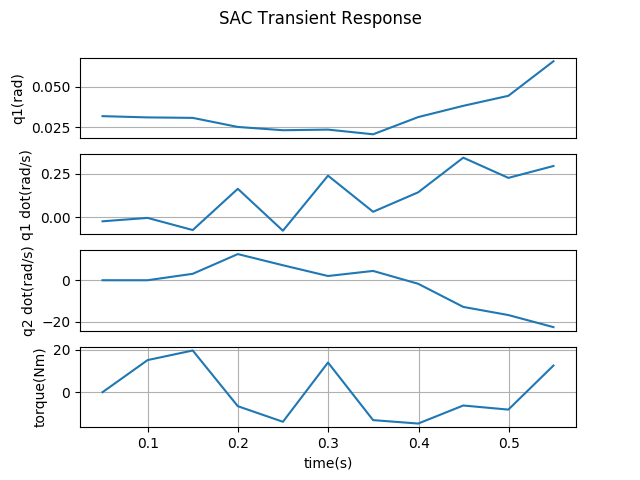 SAC Transient Response
q1(rad)
0.050
0.025
q1 dot(rad/s)
0.25
0.00
q2 dot(rad/s)
0
−20
torque(Nm)
20
0
0.1 0.2 0.3 0.4 0.5
time(s)